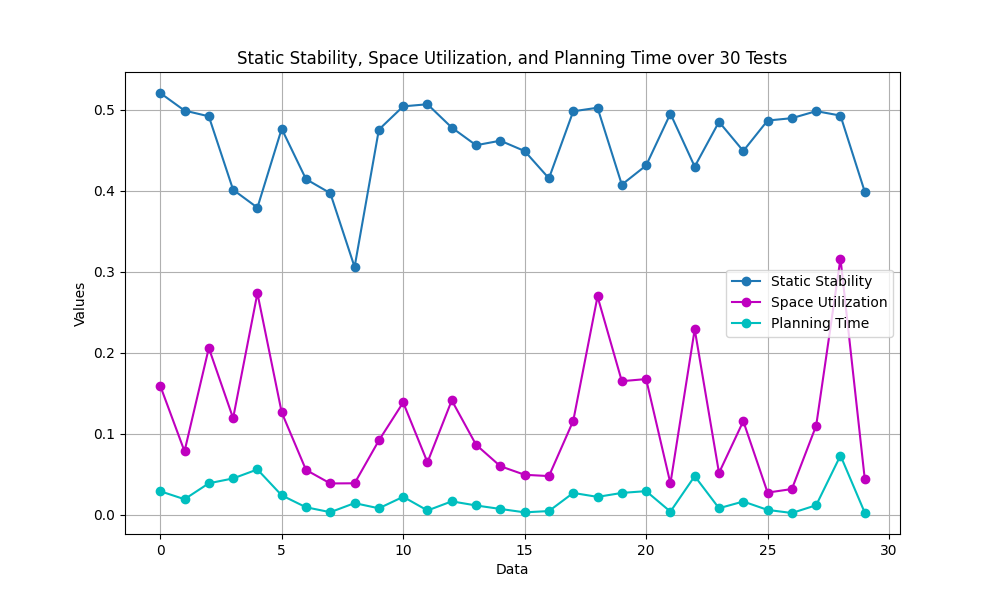 Static Stability, Space Utilization, and Planning Time over 30 Tests
0.5
0.4
0.3
0.2
0.1
0.0
Values
Static Stability
Space Utilization
Planning Time
0 5 10 15 20 25 30
Data